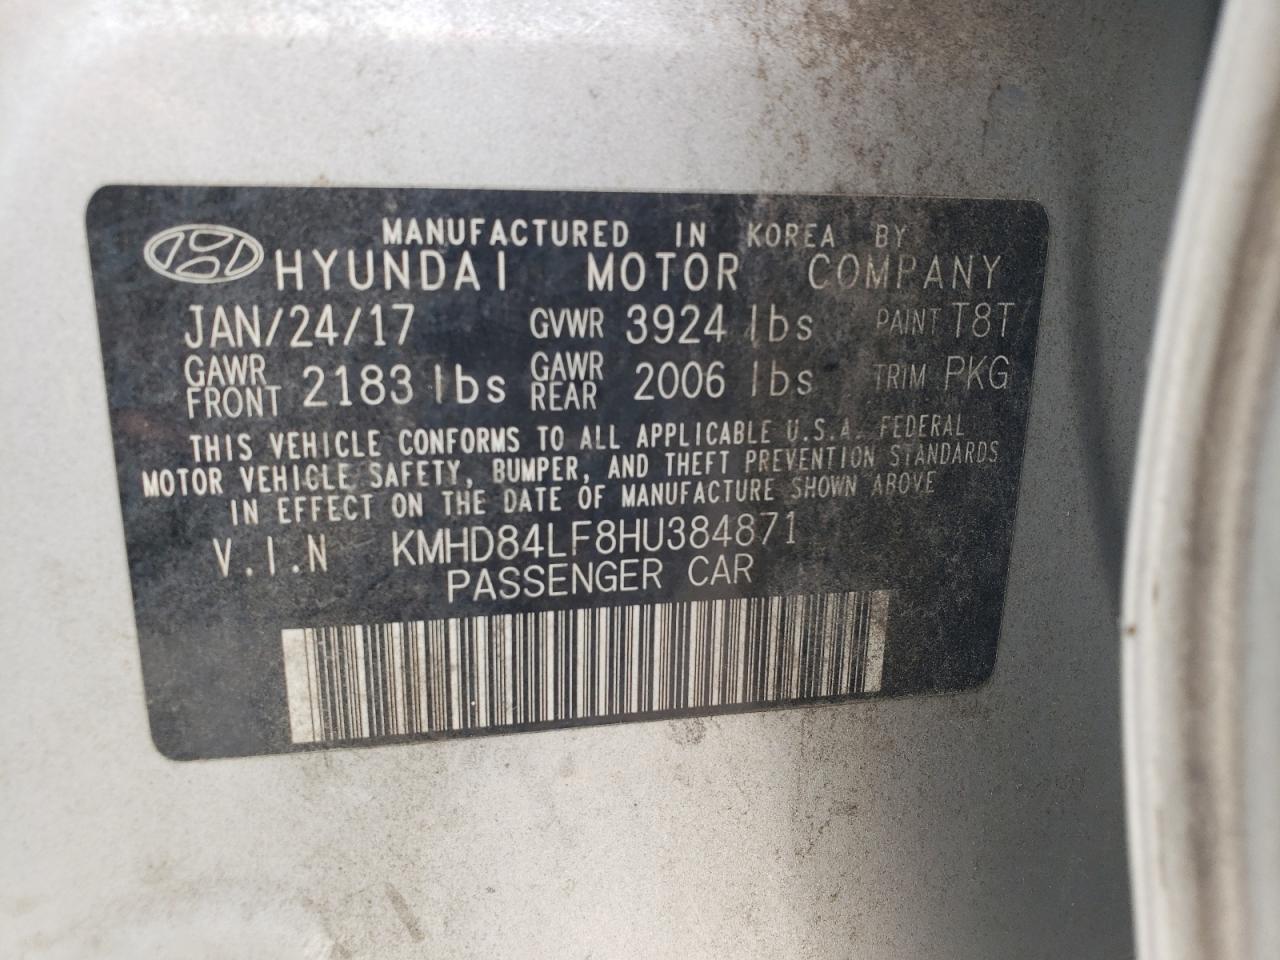 MANUFACTURED IN KOREA BY
HYUNDAI MOTOR COMPANY
JAN/24/17 GVWR 3924 lbs PAINT T8T
GAWR FRONT 2183 lbs GAWR REAR 2006 lbs TRIM PKG
THIS VEHICLE CONFORMS TO ALL APPLICABLE U.S.A. FEDERAL
MOTOR VEHICLE SAFETY, BUMPER, AND THEFT PREVENTION STANDARDS
IN EFFECT ON THE DATE OF MANUFACTURE SHOWN ABOVE
V.I.N KMHD84LF8HU384871
PASSENGER CAR